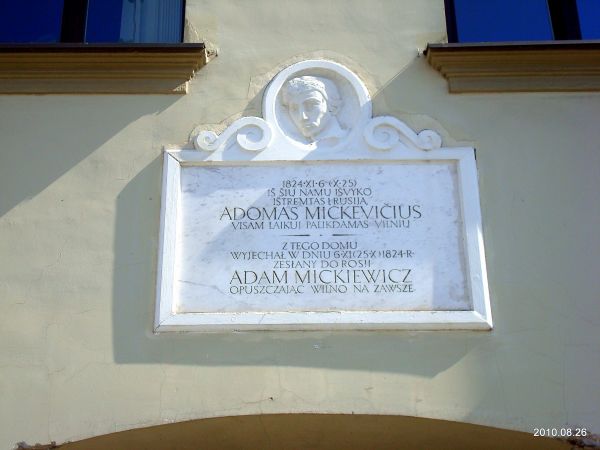 1824·XI·6·(X·25)
IŠ ŠIŲ NAMŲ IŠVYKO
IŠTREMTAS Į RUSIJĄ
ADOMAS MICKEVIČIUS
VISAM LAIKUI PALIKDAMAS VILNIŲ
Z TEGO DOMU
WYJECHAŁ W DNIU 6·XI·(25·X·)1824·R·
ZESŁANY DO ROSJI
ADAM MICKIEWICZ
OPUSZCZAJĄC WILNO NA ZAWSZE
2010.08.26